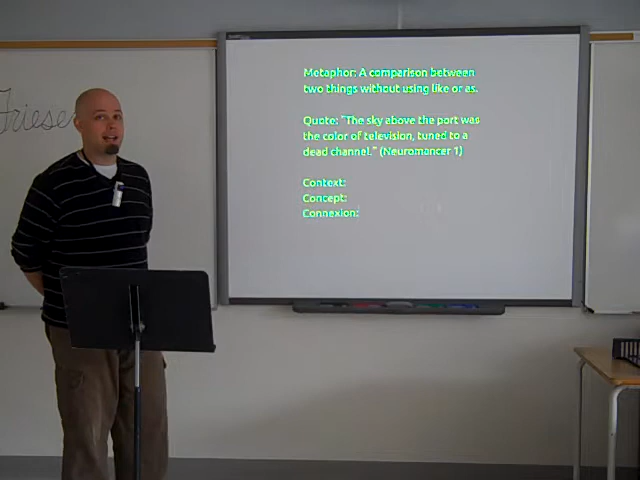 Friese
Metaphor: A comparison between
two things without using like or as.
Quote: "The sky above the port was
the color of television, tuned to a
dead channel." (Neuromancer 1)
Context:
Concept:
Connexion: